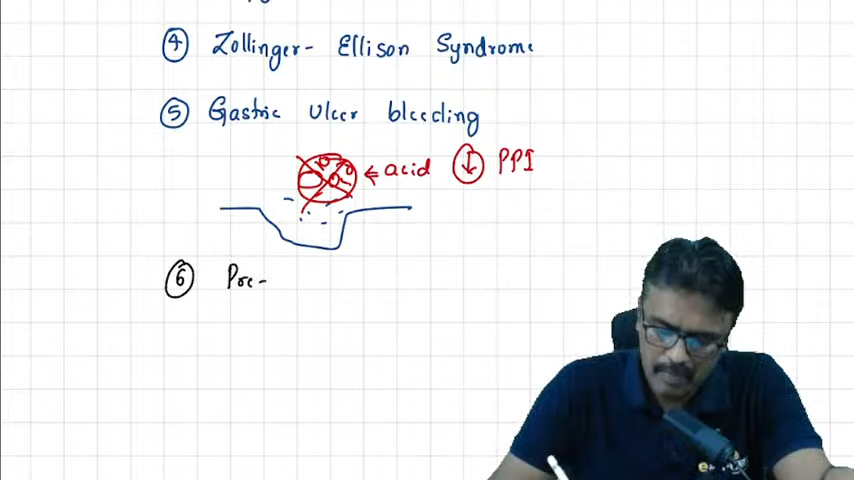 ④ Zollinger- Ellison Syndrome
⑤ Gastric Ulcer bleeding
← acid ↓ PPI
⑥ Pre-